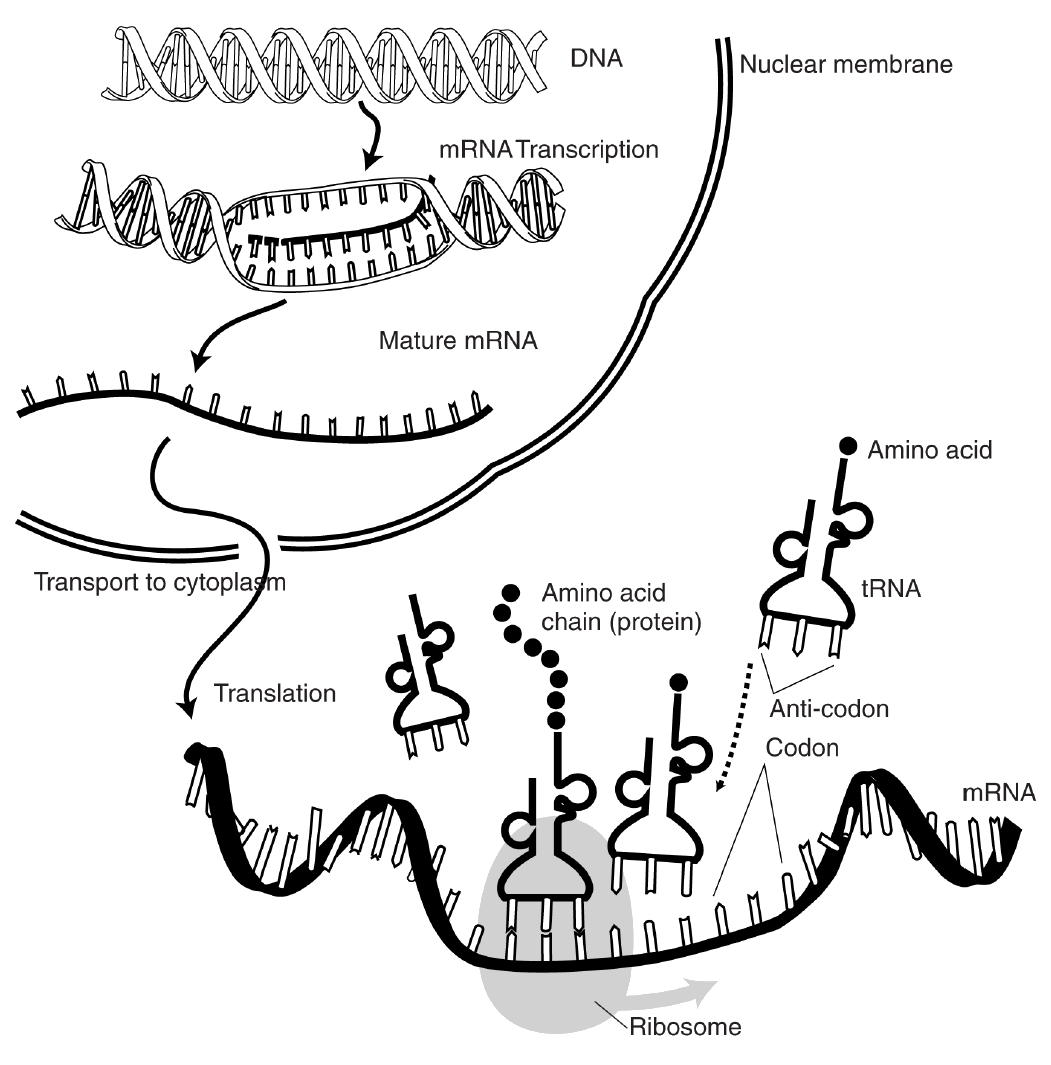 DNA
Nuclear membrane
mRNA Transcription
Mature mRNA
Amino acid
Transport to cytoplasm
tRNA
Amino acid
chain (protein)
Translation
Anti-codon
Codon
mRNA
Ribosome